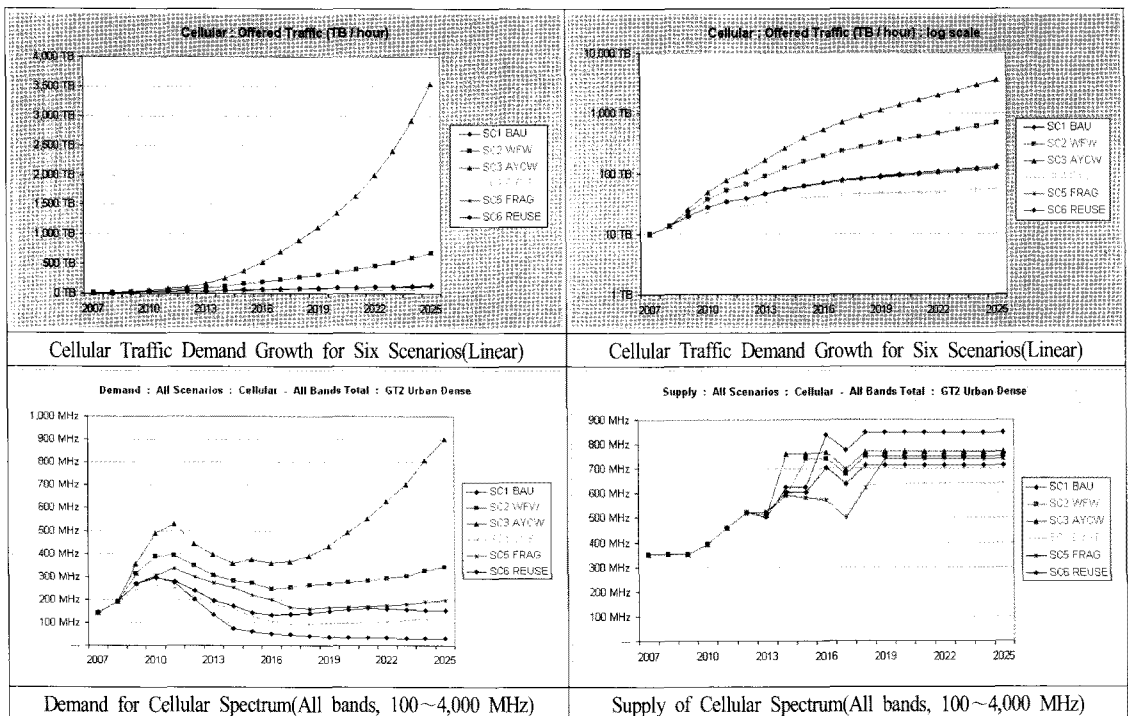 Cellular : Offered Traffic (TB / hour)
4,000 TB
3,500 TB
3,000 TB
2,500 TB
2,000 TB
1,500 TB
1,000 TB
500 TB
0 TB
2007 2010 2013 2016 2019 2022 2025
SC1 BAU
SC2 WFW
SC3 AYCW
SC5 FRAG
SC6 REUSE
Cellular Traffic Demand Growth for Six Scenarios(Linear)
Cellular : Offered Traffic (TB / hour) : log scale
10,000 TB
1,000 TB
100 TB
10 TB
1 TB
2007 2010 2013 2016 2019 2022 2025
SC1 BAU
SC2 WFW
SC3 AYCW
SC5 FRAG
SC6 REUSE
Cellular Traffic Demand Growth for Six Scenarios(Linear)
Demand : All Scenarios : Cellular - All Bands Total : GT2 Urban Dense
1,000 MHz
900 MHz
800 MHz
700 MHz
600 MHz
500 MHz
400 MHz
300 MHz
200 MHz
100 MHz
2007 2010 2013 2016 2019 2022 2025
SC1 BAU
SC2 WFW
SC3 AYCW
SC5 FRAG
SC6 REUSE
Demand for Cellular Spectrum(All bands, 100~4,000 MHz)
Supply : All Scenarios : Cellular - All Bands Total : GT2 Urban Dense
900 MHz
800 MHz
700 MHz
600 MHz
500 MHz
400 MHz
300 MHz
200 MHz
100 MHz
2007 2010 2013 2016 2019 2022 2025
SC1 BAU
SC2 WFW
SC3 AYCW
SC5 FRAG
SC6 REUSE
Supply of Cellular Spectrum(All bands, 100~4,000 MHz)